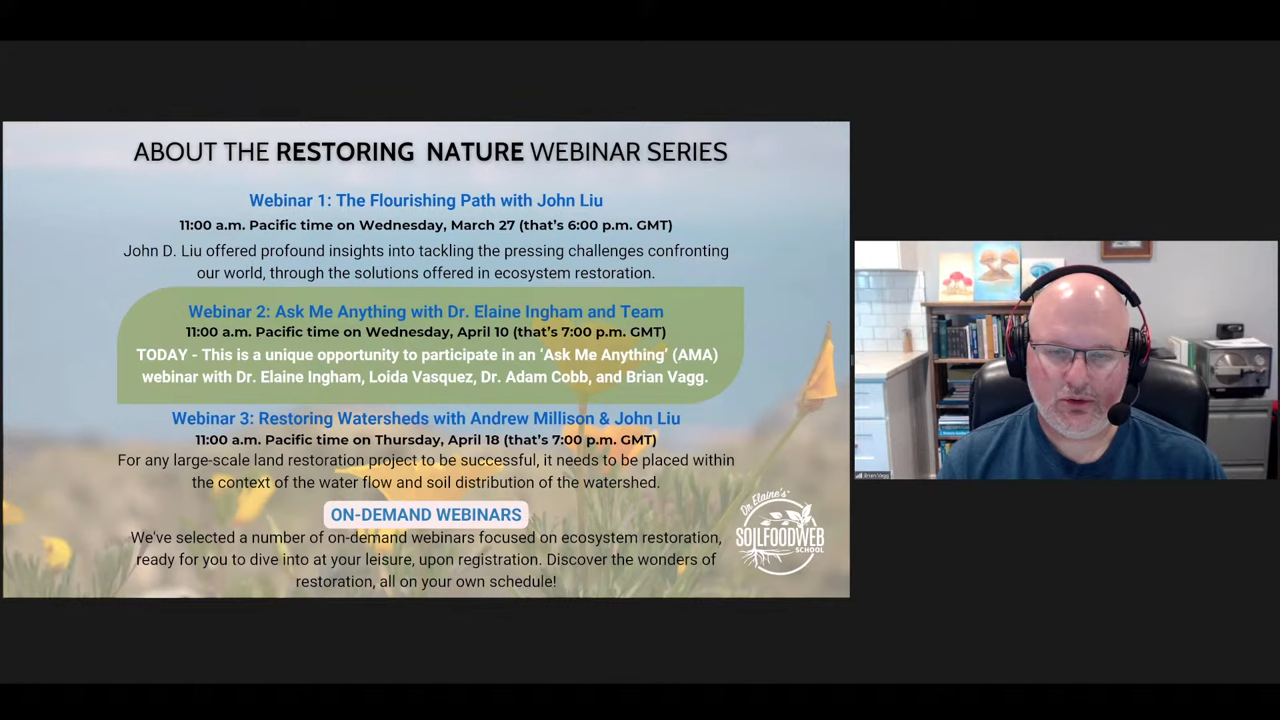 ABOUT THE RESTORING NATURE WEBINAR SERIES
Webinar 1: The Flourishing Path with John Liu
11:00 a.m. Pacific time on Wednesday, March 27 (that's 6:00 p.m. GMT)
John D. Liu offered profound insights into tackling the pressing challenges confronting
our world, through the solutions offered in ecosystem restoration.
Webinar 2: Ask Me Anything with Dr. Elaine Ingham and Team
11:00 a.m. Pacific time on Wednesday, April 10 (that's 7:00 p.m. GMT)
TODAY - This is a unique opportunity to participate in an 'Ask Me Anything' (AMA)
webinar with Dr. Elaine Ingham, Loida Vasquez, Dr. Adam Cobb, and Brian Vagg.
Webinar 3: Restoring Watersheds with Andrew Millison & John Liu
11:00 a.m. Pacific time on Thursday, April 18 (that's 7:00 p.m. GMT)
For any large-scale land restoration project to be successful, it needs to be placed within
the context of the water flow and soil distribution of the watershed.
ON-DEMAND WEBINARS
We've selected a number of on-demand webinars focused on ecosystem restoration,
ready for you to dive into at your leisure, upon registration. Discover the wonders of
restoration, all on your own schedule!
Dr. Elaine's™
SOILFOODWEB
SCHOOL
Brian Vagg